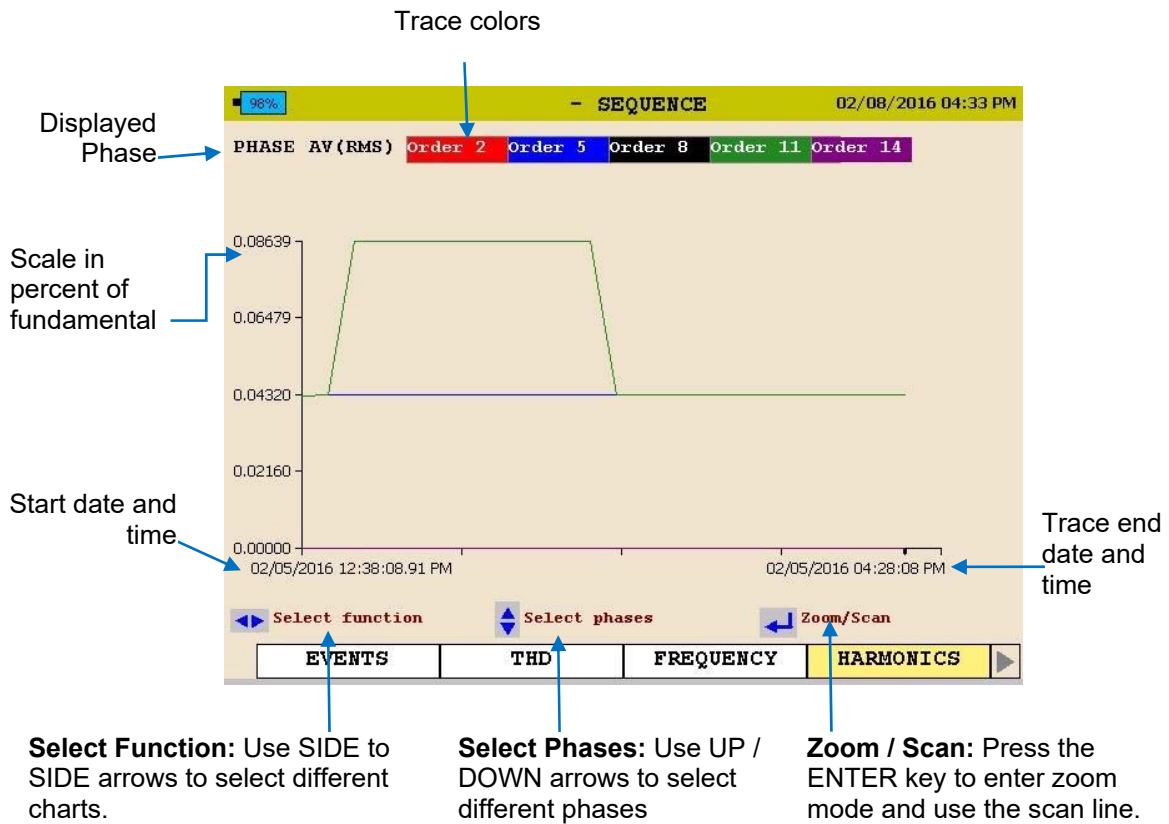 Trace colors
98%
- SEQUENCE
02/08/2016 04:33 PM
Displayed
Phase
PHASE AV(RMS) Order 2 Order 5 Order 8 Order 11 Order 14
Scale in
percent of
fundamental
0.08639
0.06479
0.04320
0.02160
0.00000
Start date and
time
02/05/2016 12:38:08.91 PM
02/05/2016 04:28:08 PM
Trace end
date and
time
Select function
Select phases
Zoom/Scan
EVENTS
THD
FREQUENCY
HARMONICS
Select Function: Use SIDE to
SIDE arrows to select different
charts.
Select Phases: Use UP /
DOWN arrows to select
different phases
Zoom / Scan: Press the
ENTER key to enter zoom
mode and use the scan line.